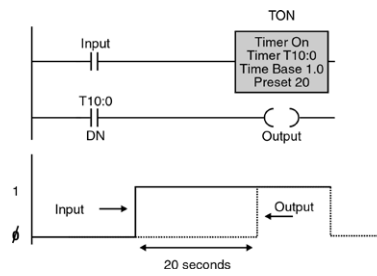 TON
Input
Timer On
Timer T10:0
Time Base 1.0
Preset 20
T10:0
DN
Output
1
Input
Output
0
20 seconds